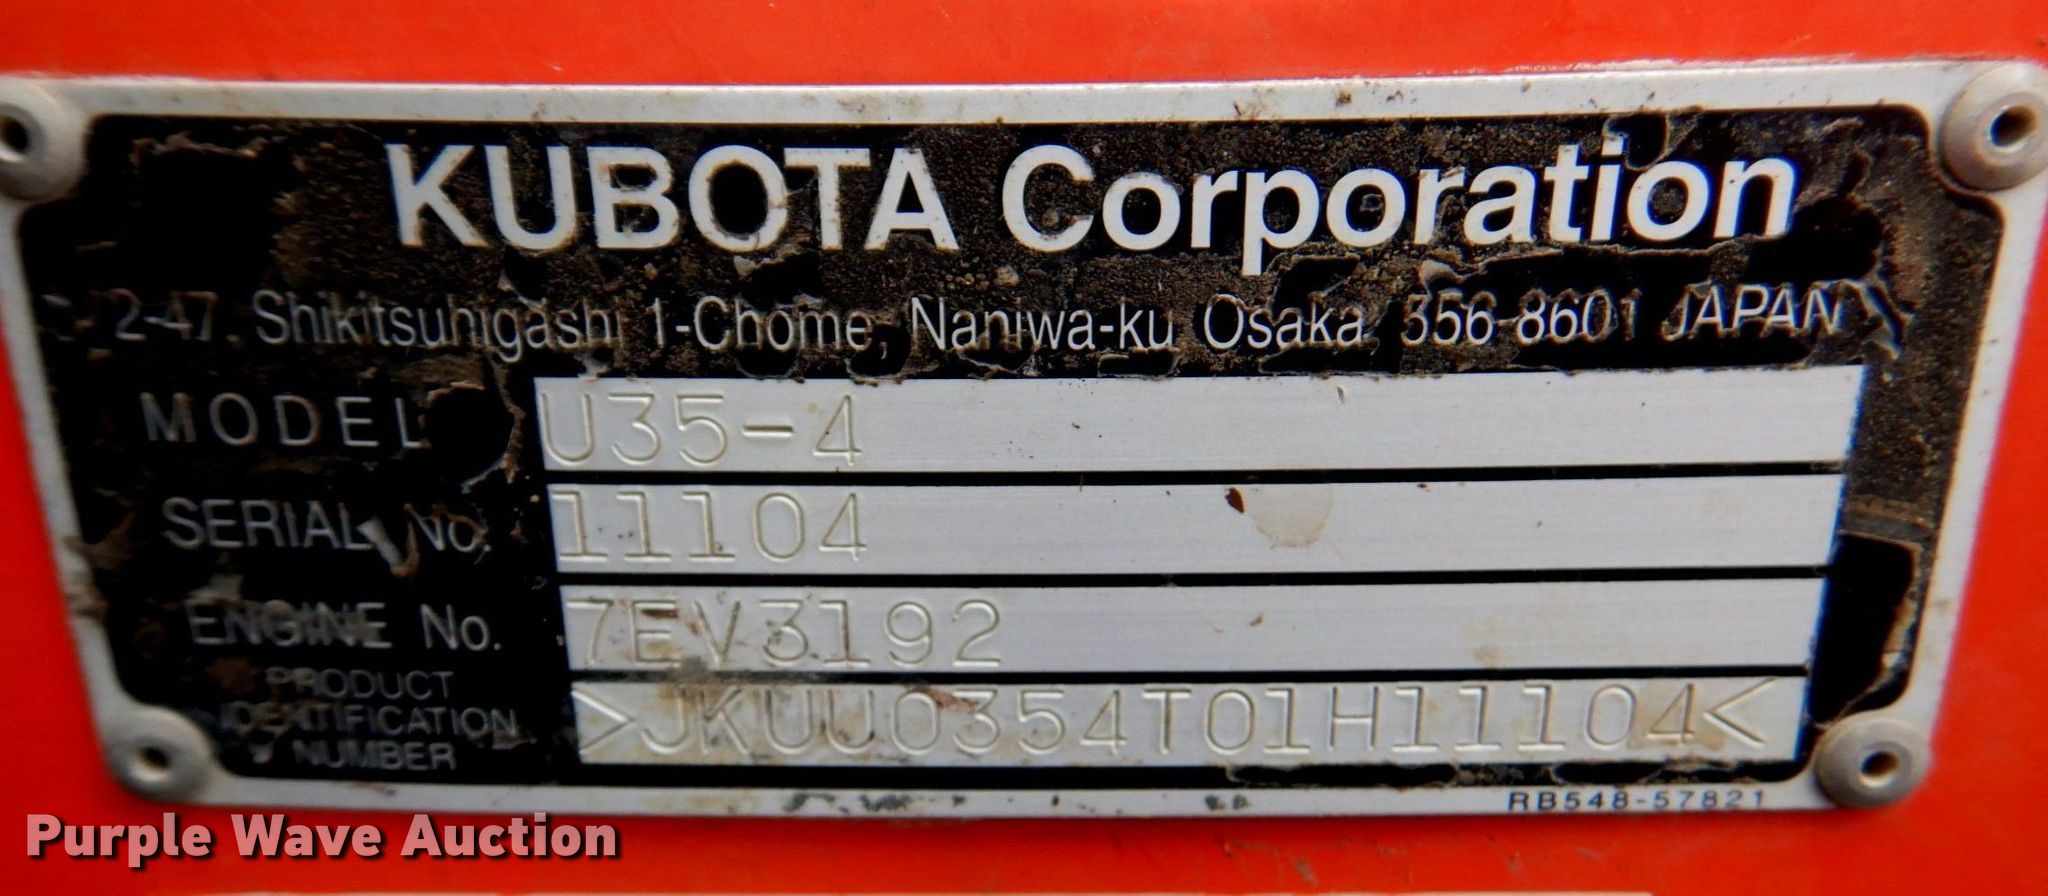 KUBOTA Corporation
2-47, Shikitsuhigashi 1-Chome, Naniwa-ku Osaka 556-8601 JAPAN
MODEL U35-4
SERIAL No. 11104
ENGINE No. 7EV3192
PRODUCT
IDENTIFICATION
NUMBER
>JKUU0354T01H11104<
RB548-57821
Purple Wave Auction